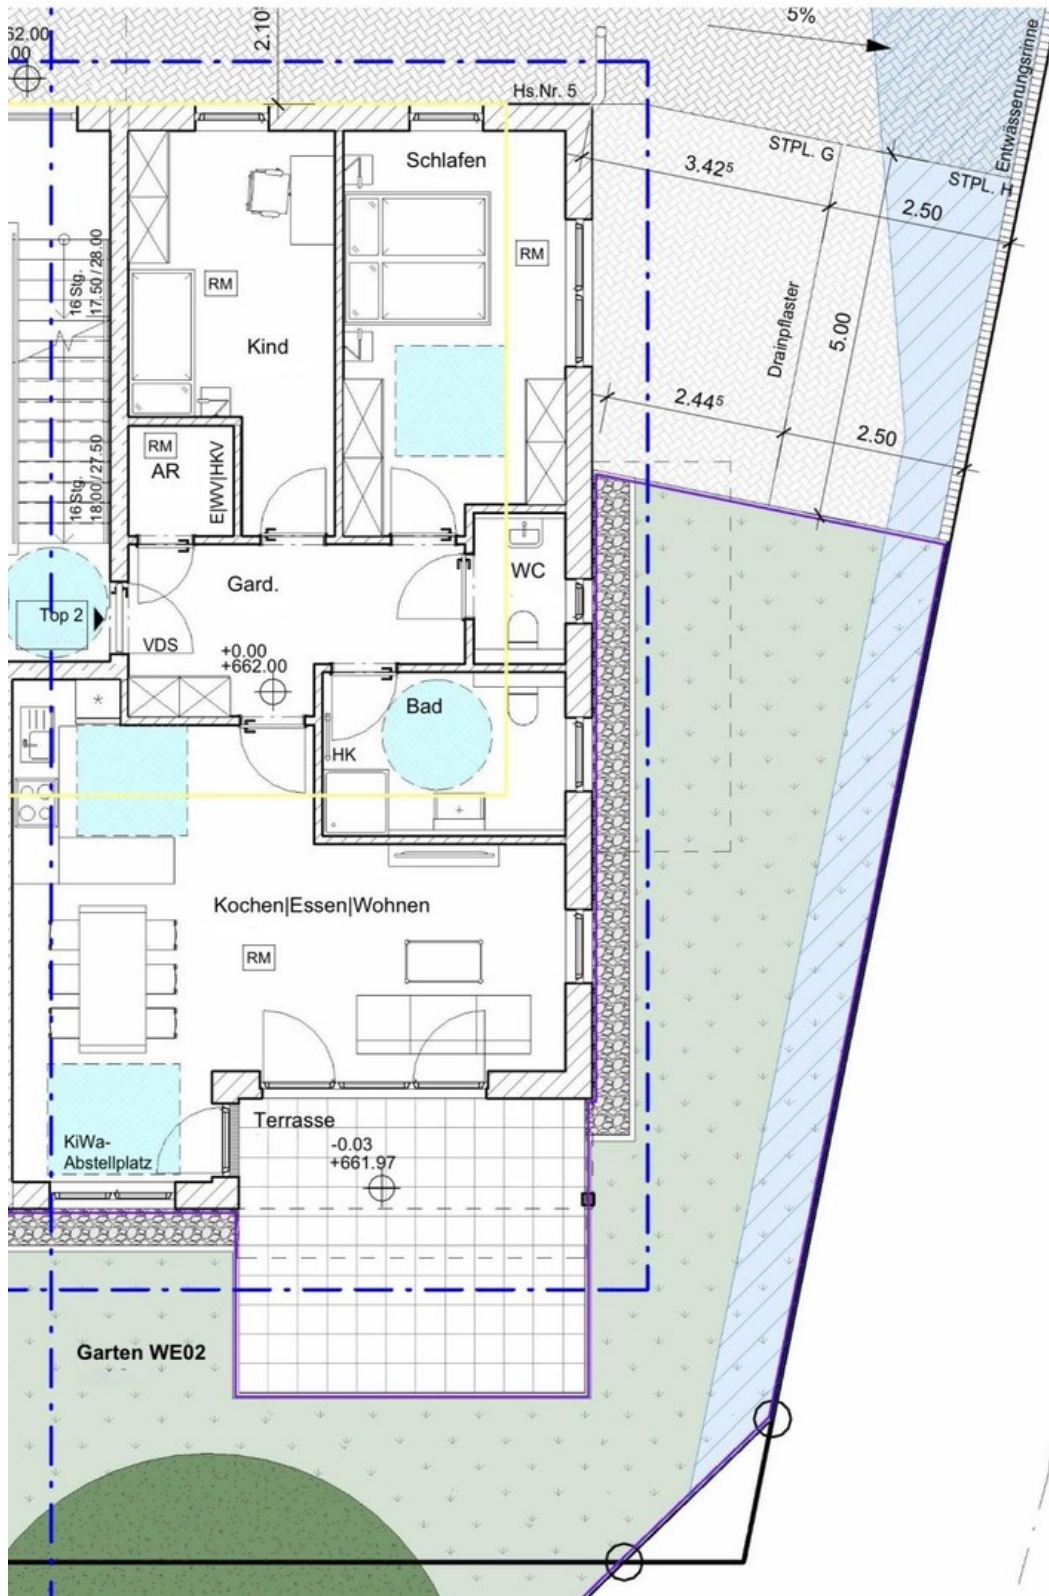 62.00
00
2.10⁵
5%
Hs.Nr. 5
Entwässerungsrinne
Schlafen
STPL. G
3.42⁵
STPL. H
2.50
RM
RM
16 Stg.
17.50 / 28.00
Kind
Drainpflaster
5.00
2.44⁵
2.50
RM
AR
E|WV|HKV
16 Stg.
18.00 / 27.50
WC
Gard.
Top 2
VDS
+0.00
+662.00
*
Bad
HK
Kochen|Essen|Wohnen
RM
Terrasse
-0.03
+661.97
KiWa-
Abstellplatz
Garten WE02